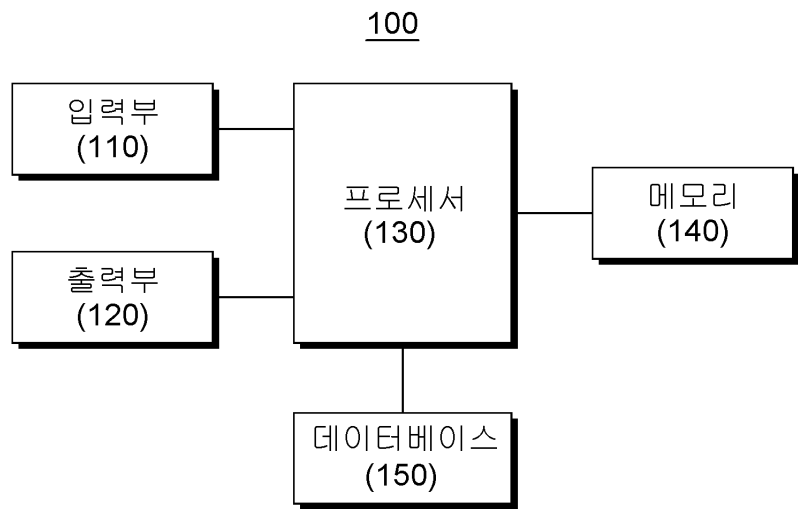 100
입력부
(110)
프로세서
(130)
메모리
(140)
출력부
(120)
데이터베이스
(150)